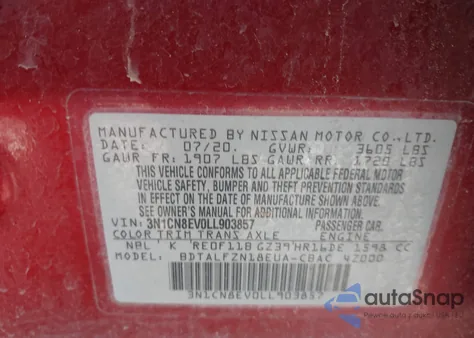 MANUFACTURED BY NISSAN MOTOR CO., LTD.
DATE: 07/20. GVWR: 3605 LBS
GAWR FR: 1907 LBS GAWR RR: 1720 LBS
THIS VEHICLE CONFORMS TO ALL APPLICABLE FEDERAL MOTOR
VEHICLE SAFETY, BUMPER AND THEFT PREVENTION STANDARDS
IN EFFECT ON THE DATE OF MANUFACTURE SHOWN ABOVE.
SEE OWNER'S MANUAL FOR ADDITIONAL INFORMATION.
VIN: 3N1CN8EV0LL903857 PASSENGER CAR.
COLOR TRIM TRANS AXLE ENGINE
NBL K RE0F11B GZ39 HR16DE 1598 CC
MODEL: BDTALFZN18EUA-CBAC 4Z000
3N1CN8EV0LL903857
autoSnap